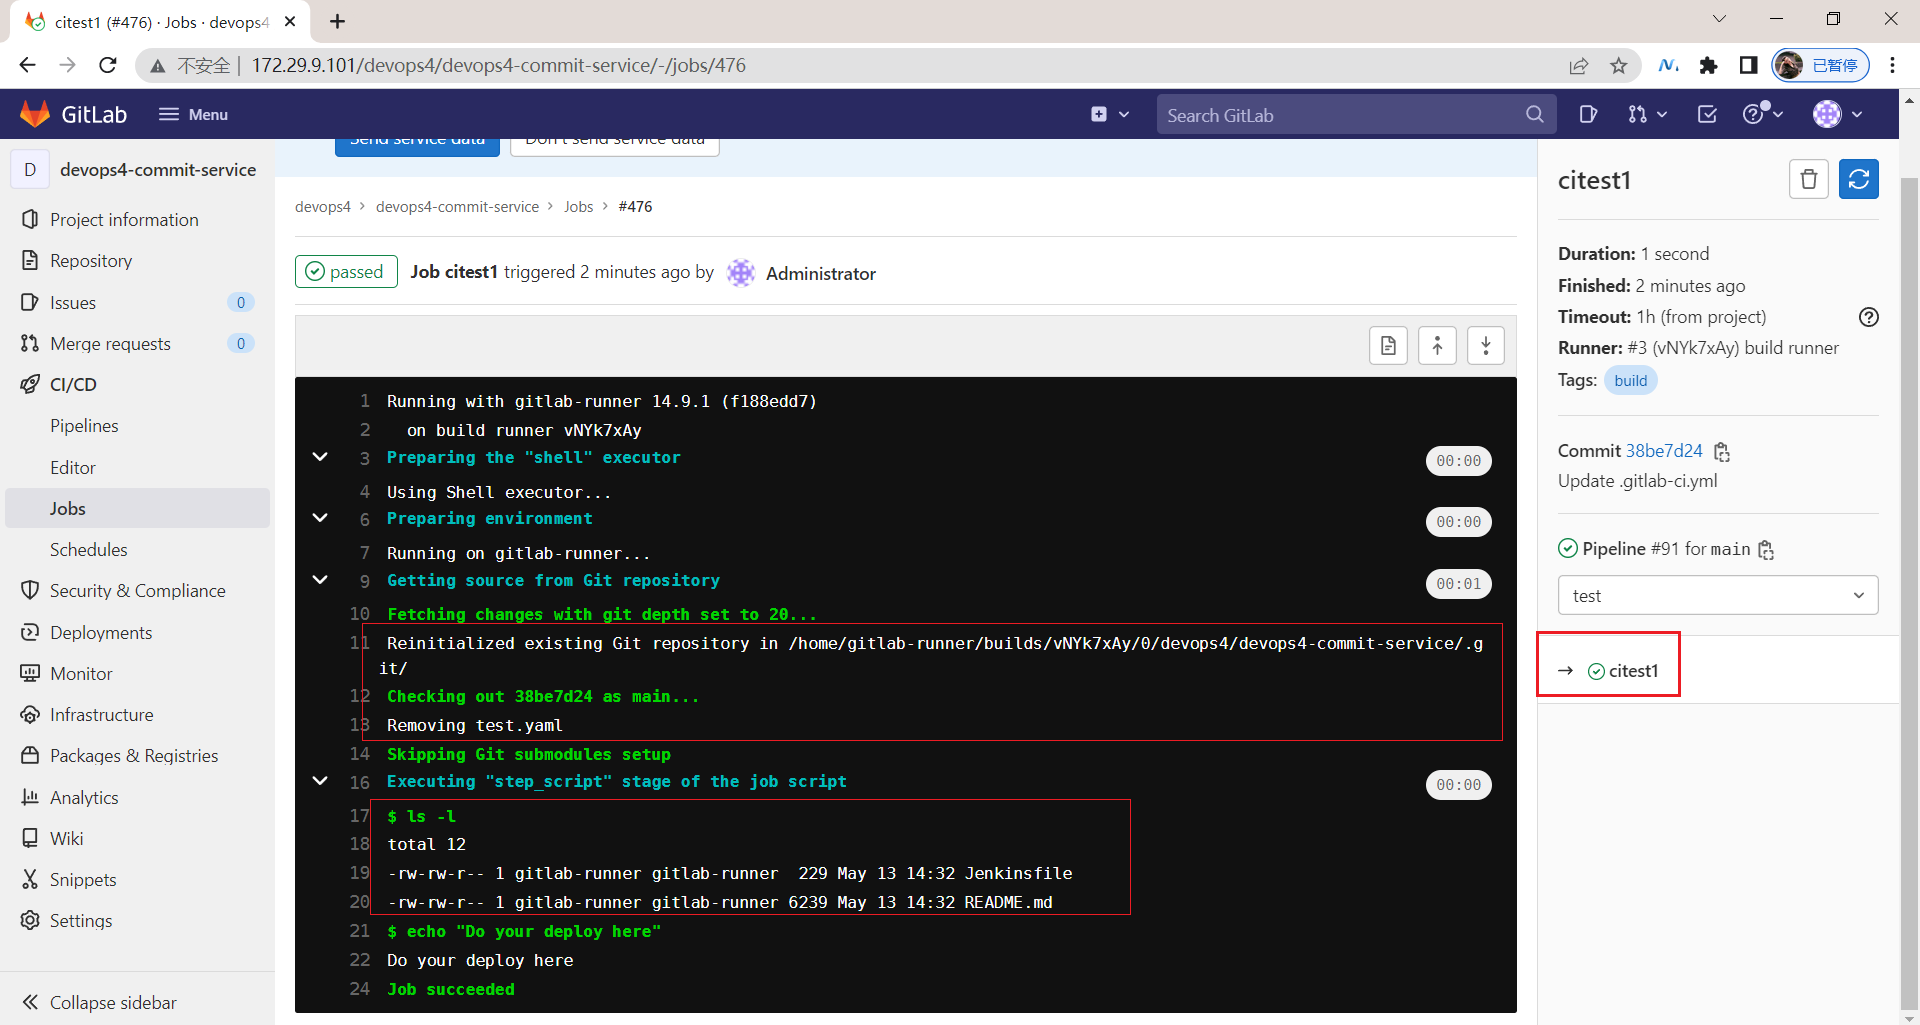 citest1 (#476) · Jobs · devops4
不安全 | 172.29.9.101/devops4/devops4-commit-service/-/jobs/476
已暂停
GitLab
Menu
Search GitLab
D
devops4-commit-service
Project information
Repository
Issues 0
Merge requests 0
CI/CD
Pipelines
Editor
Jobs
Schedules
Security & Compliance
Deployments
Monitor
Infrastructure
Packages & Registries
Analytics
Wiki
Snippets
Settings
Collapse sidebar
Send service data
Don't send service data
devops4 > devops4-commit-service > Jobs > #476
passed Job citest1 triggered 2 minutes ago by Administrator
1 Running with gitlab-runner 14.9.1 (f188edd7)
2 on build runner vNYk7xAy
3 Preparing the "shell" executor 00:00
4 Using Shell executor...
6 Preparing environment 00:00
7 Running on gitlab-runner...
9 Getting source from Git repository 00:01
10 Fetching changes with git depth set to 20...
11 Reinitialized existing Git repository in /home/gitlab-runner/builds/vNYk7xAy/0/devops4/devops4-commit-service/.g
it/
12 Checking out 38be7d24 as main...
13 Removing test.yaml
14 Skipping Git submodules setup
16 Executing "step_script" stage of the job script 00:00
17 $ ls -l
18 total 12
19 -rw-rw-r-- 1 gitlab-runner gitlab-runner  229 May 13 14:32 Jenkinsfile
20 -rw-rw-r-- 1 gitlab-runner gitlab-runner 6239 May 13 14:32 README.md
21 $ echo "Do your deploy here"
22 Do your deploy here
24 Job succeeded
citest1
Duration: 1 second
Finished: 2 minutes ago
Timeout: 1h (from project)
Runner: #3 (vNYk7xAy) build runner
Tags: build
Commit 38be7d24
Update .gitlab-ci.yml
Pipeline #91 for main
test
→ citest1